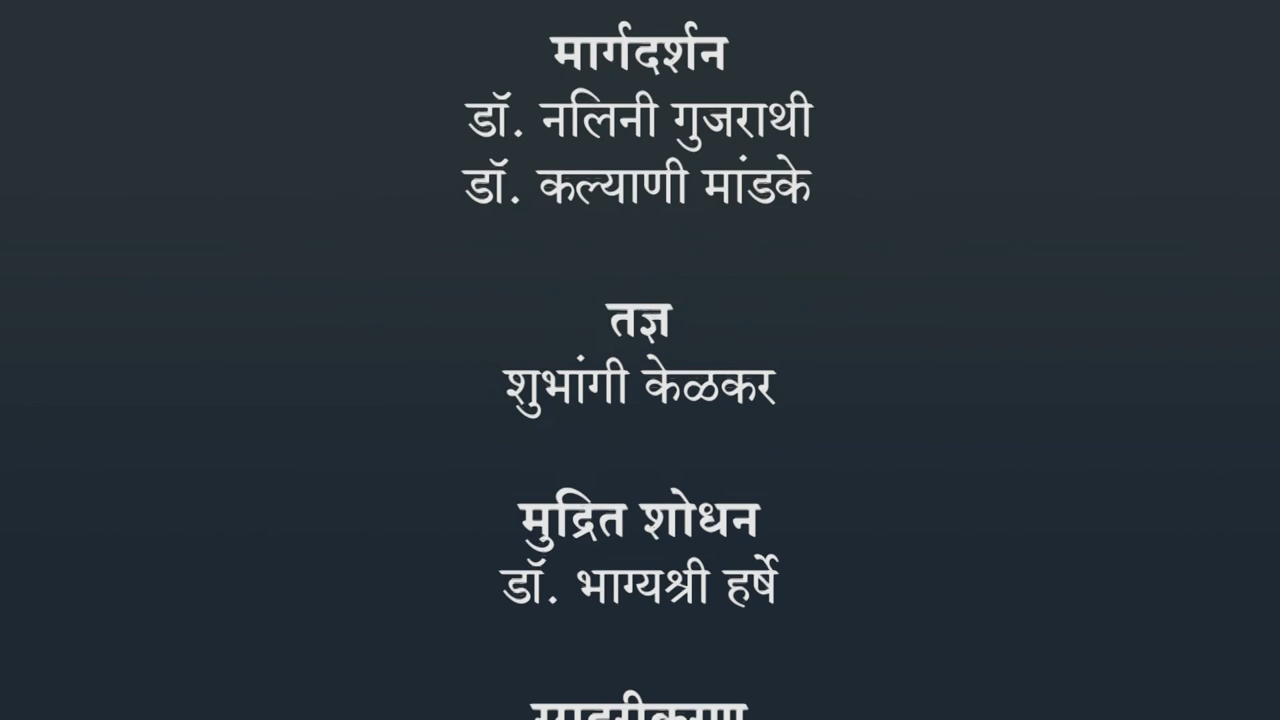 मार्गदर्शन
डॉ. नलिनी गुजराथी
डॉ. कल्याणी मांडके
तज्ञ
शुभांगी केळकर
मुद्रित शोधन
डॉ. भाग्यश्री हर्षे